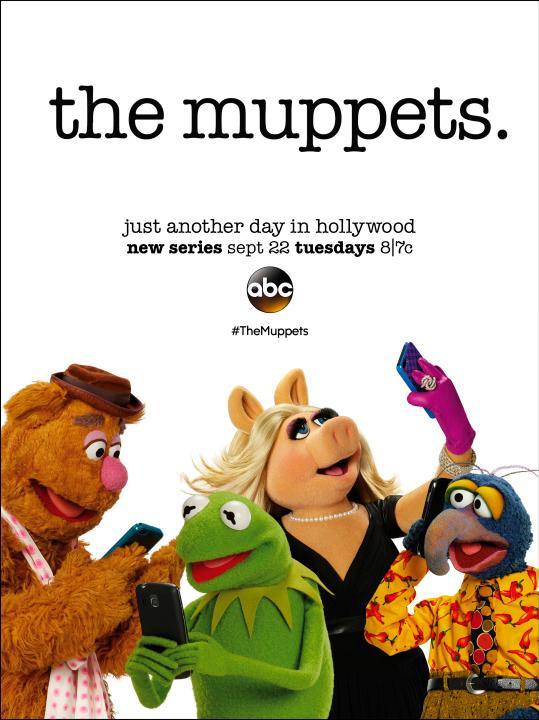 the muppets.
just another day in hollywood
new series sept 22 tuesdays 8|7c
abc
#TheMuppets